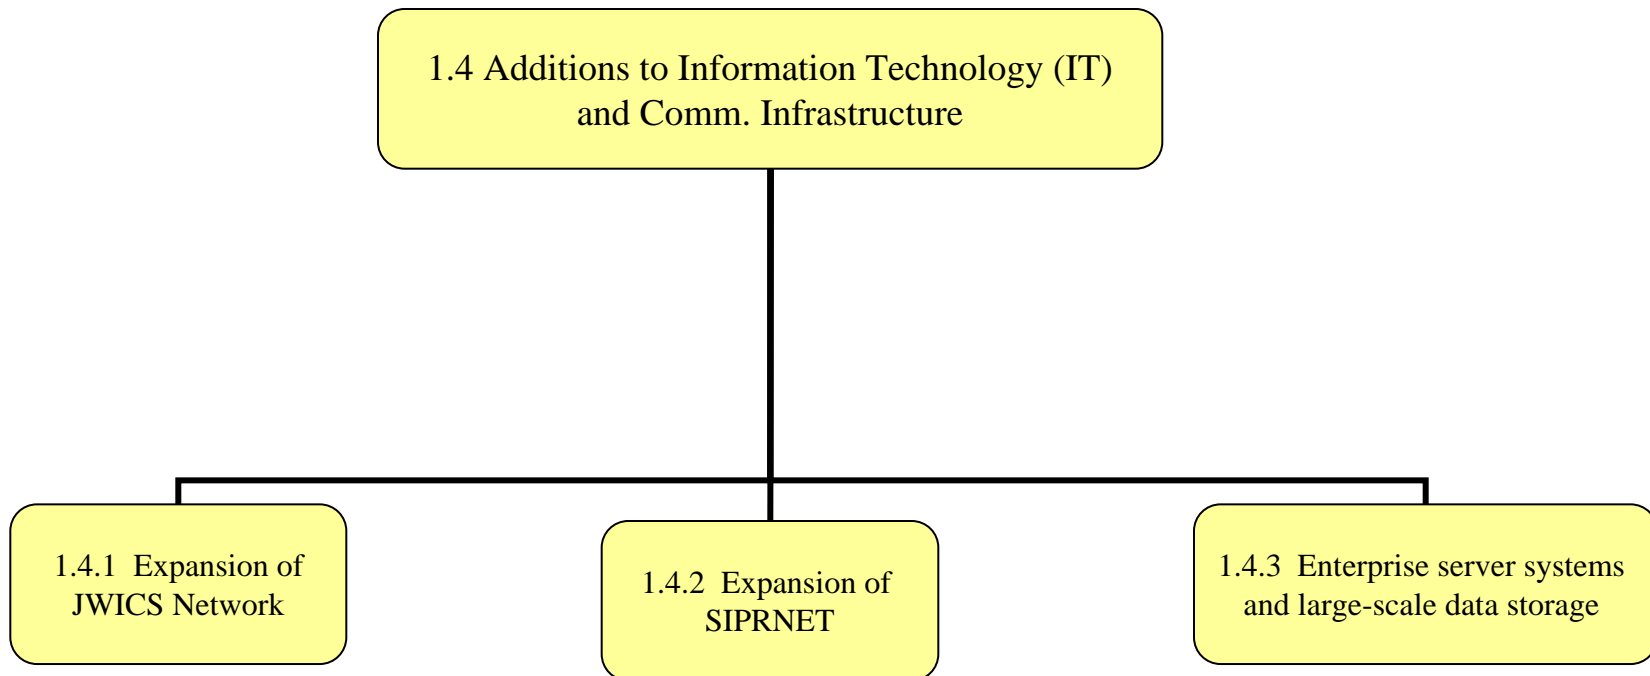 1.4 Additions to Information Technology (IT)
and Comm. Infrastructure
1.4.1  Expansion of
JWICS Network
1.4.2  Expansion of
SIPRNET
1.4.3  Enterprise server systems
and large-scale data storage